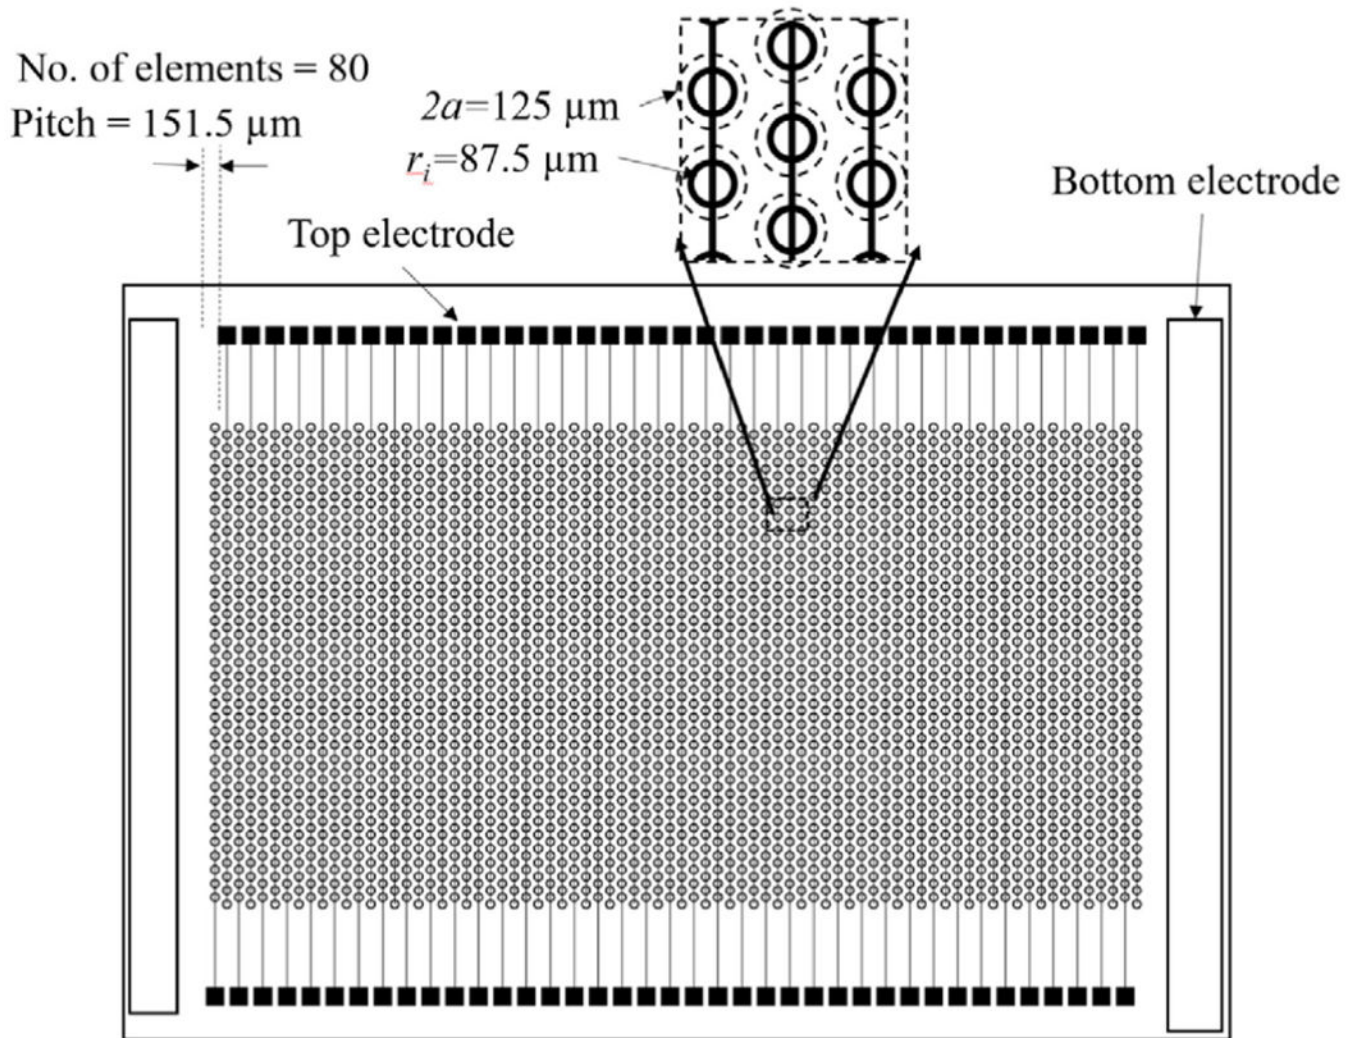 No. of elements = 80
Pitch = 151.5 µm
2a=125 µm
ri=87.5 µm
Top electrode
Bottom electrode